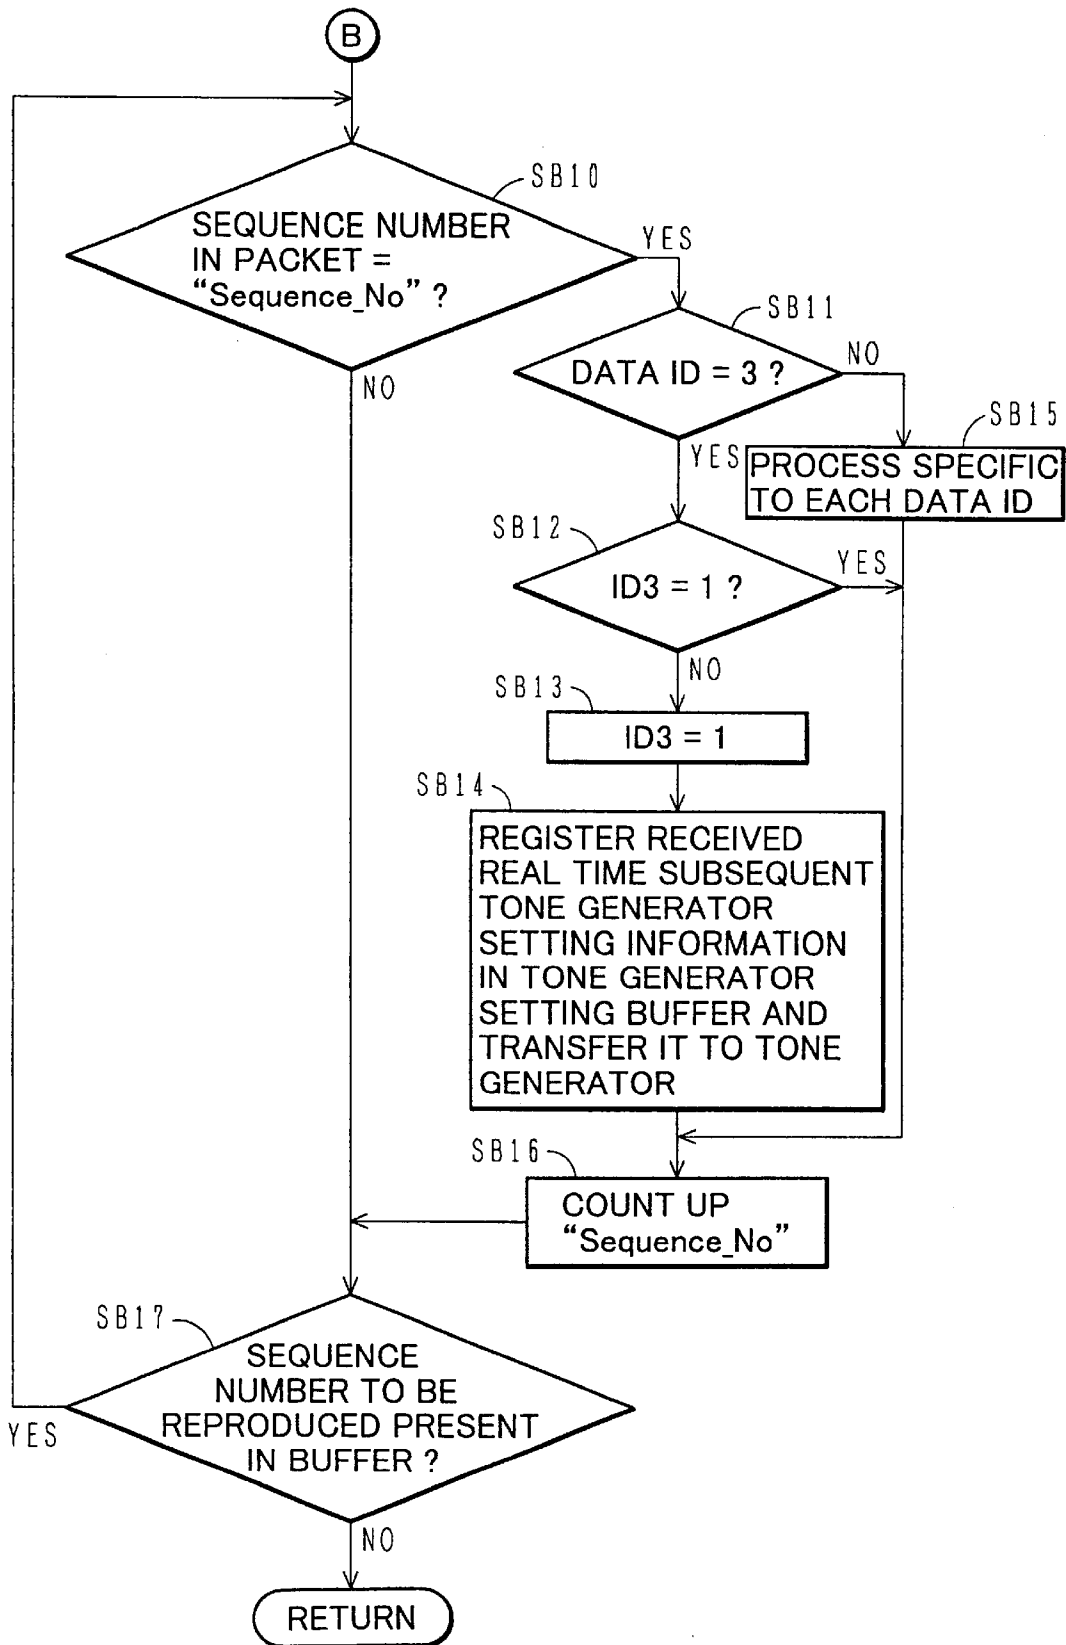 B
SB10
SEQUENCE NUMBER
IN PACKET =
“Sequence_No” ?
YES
SB11
NO
DATA ID = 3 ?
NO
SB15
YES
PROCESS SPECIFIC
TO EACH DATA ID
SB12
YES
ID3 = 1 ?
NO
SB13
ID3 = 1
SB14
REGISTER RECEIVED
REAL TIME SUBSEQUENT
TONE GENERATOR
SETTING INFORMATION
IN TONE GENERATOR
SETTING BUFFER AND
TRANSFER IT TO TONE
GENERATOR
SB16
COUNT UP
“Sequence_No”
SB17
SEQUENCE
NUMBER TO BE
REPRODUCED PRESENT
IN BUFFER ?
YES
NO
RETURN